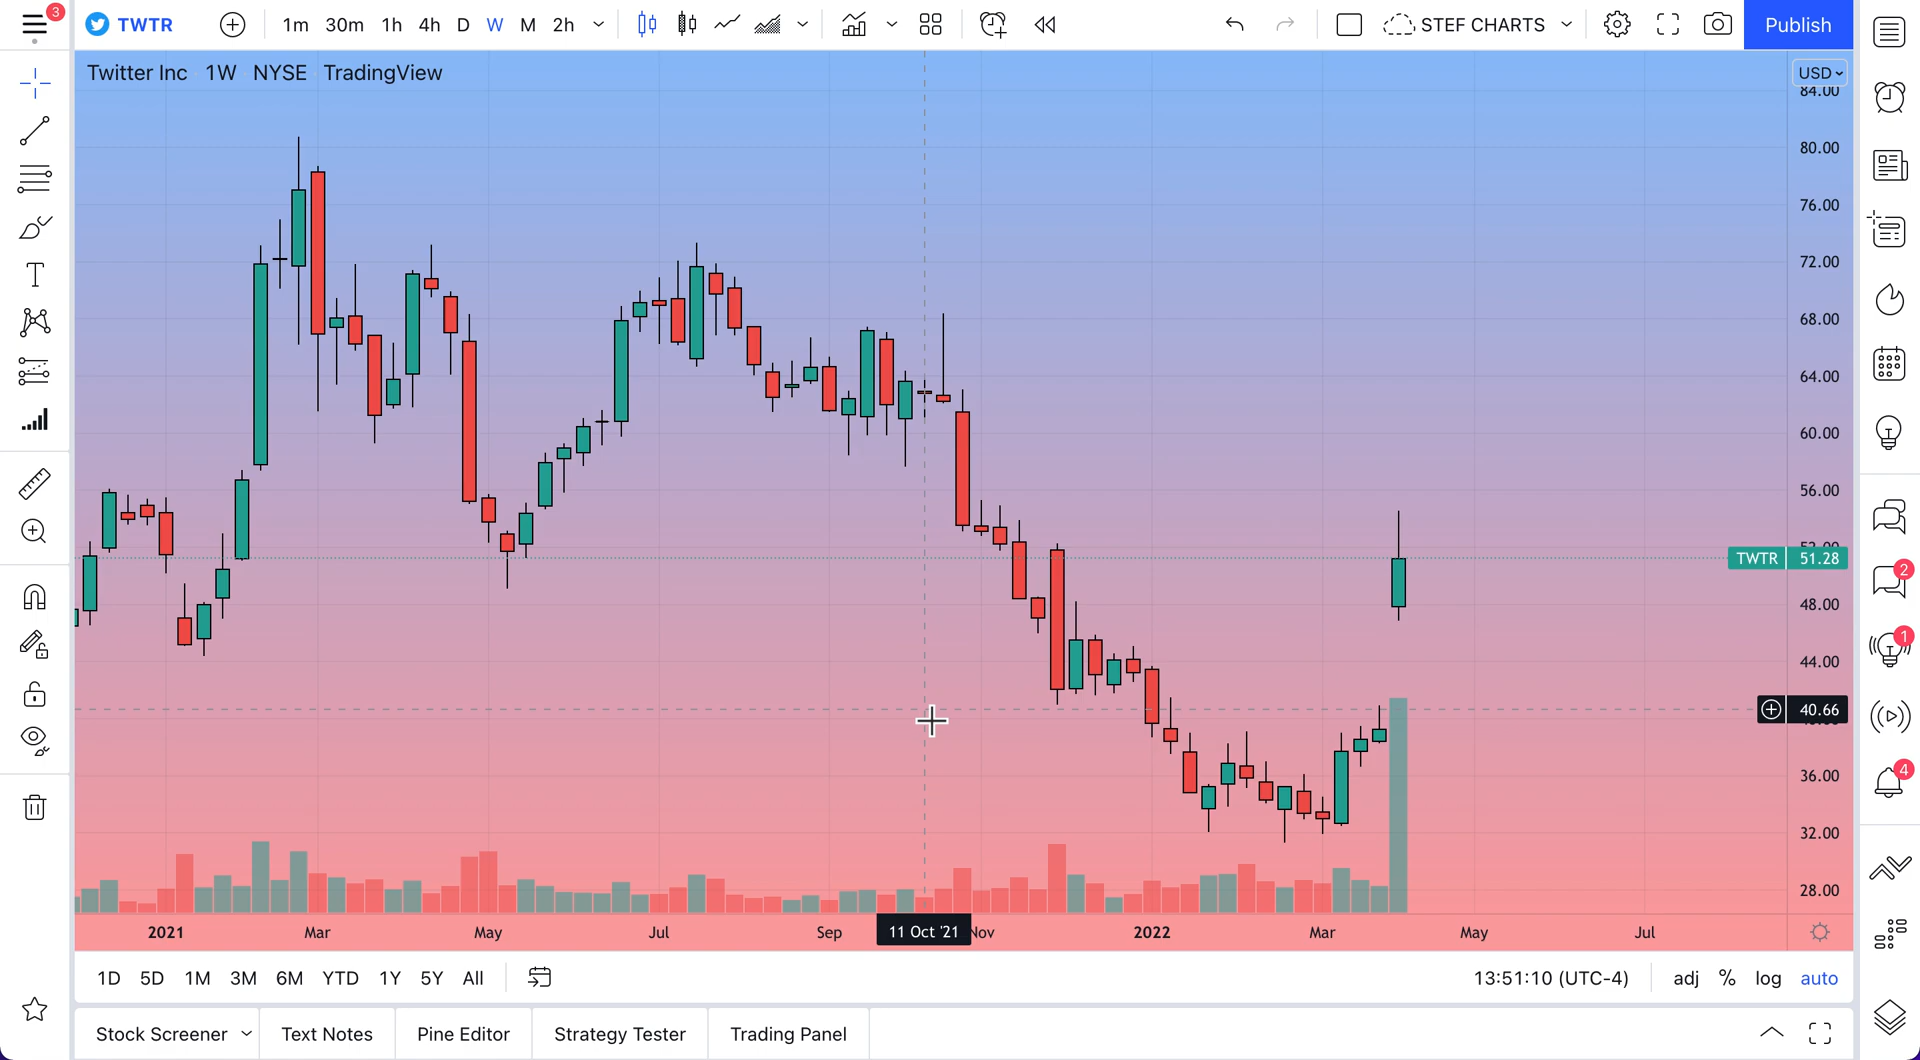 3
TWTR
1m 30m 1h 4h D W M 2h
STEF CHARTS
Publish
Twitter Inc 1W NYSE TradingView
USD
84.00
80.00
76.00
72.00
68.00
64.00
60.00
56.00
52.00
TWTR 51.28
48.00
44.00
40.66
36.00
32.00
28.00
2021 Mar May Jul Sep 11 Oct '21 Nov 2022 Mar May Jul
1D 5D 1M 3M 6M YTD 1Y 5Y All
13:51:10 (UTC-4) adj % log auto
Stock Screener Text Notes Pine Editor Strategy Tester Trading Panel
2
1
4